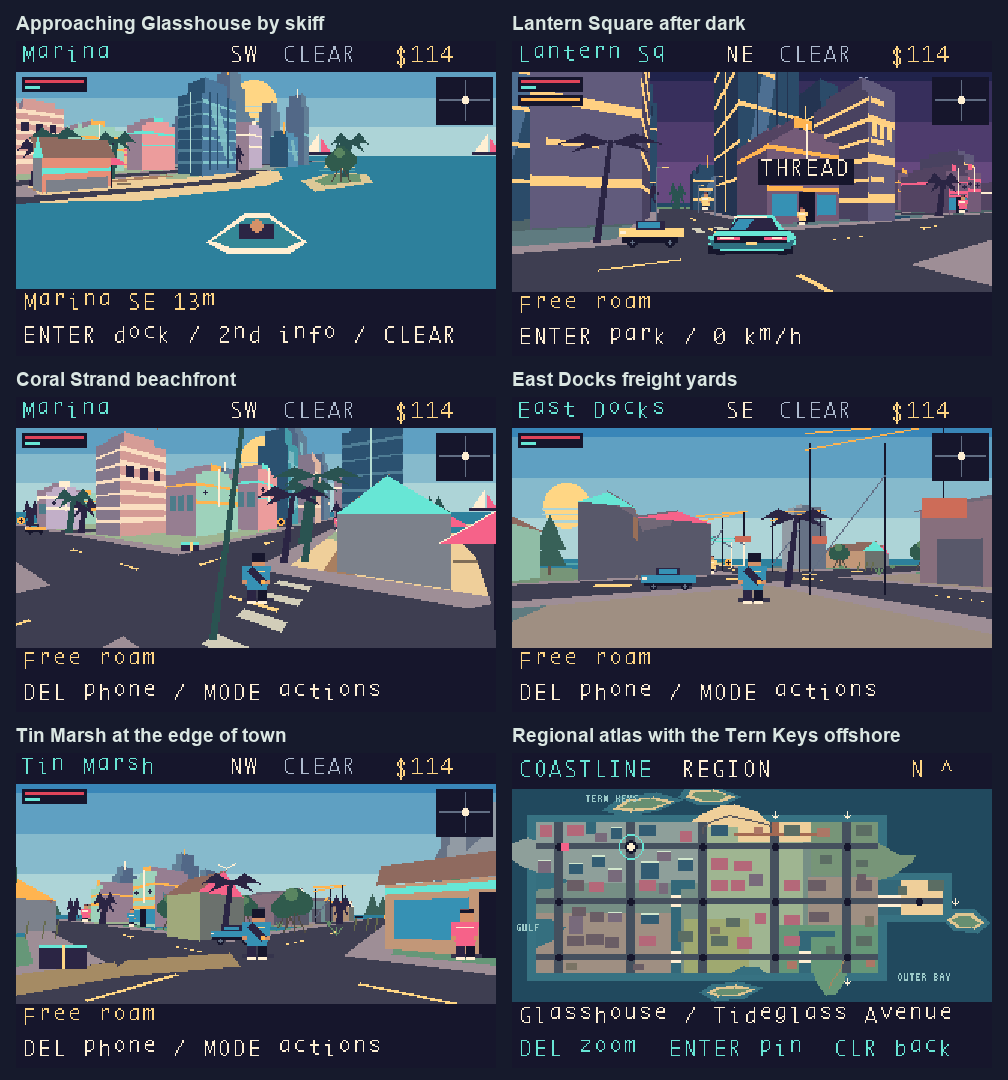 Approaching Glasshouse by skiff
Marina SW CLEAR $114
Marina SE 13m
ENTER dock / 2nd info / CLEAR
Lantern Square after dark
Lantern Sq NE CLEAR $114
THREAD
Free roam
ENTER park / 0 km/h
Coral Strand beachfront
Marina SW CLEAR $114
Free roam
DEL phone / MODE actions
East Docks freight yards
East Docks SE CLEAR $114
Free roam
DEL phone / MODE actions
Tin Marsh at the edge of town
Tin Marsh NW CLEAR $114
Free roam
DEL phone / MODE actions
Regional atlas with the Tern Keys offshore
COASTLINE REGION N ^
TERN
GULF
OUTER BAY
Glasshouse / Tideglass Avenue
DEL zoom ENTER pin CLR back